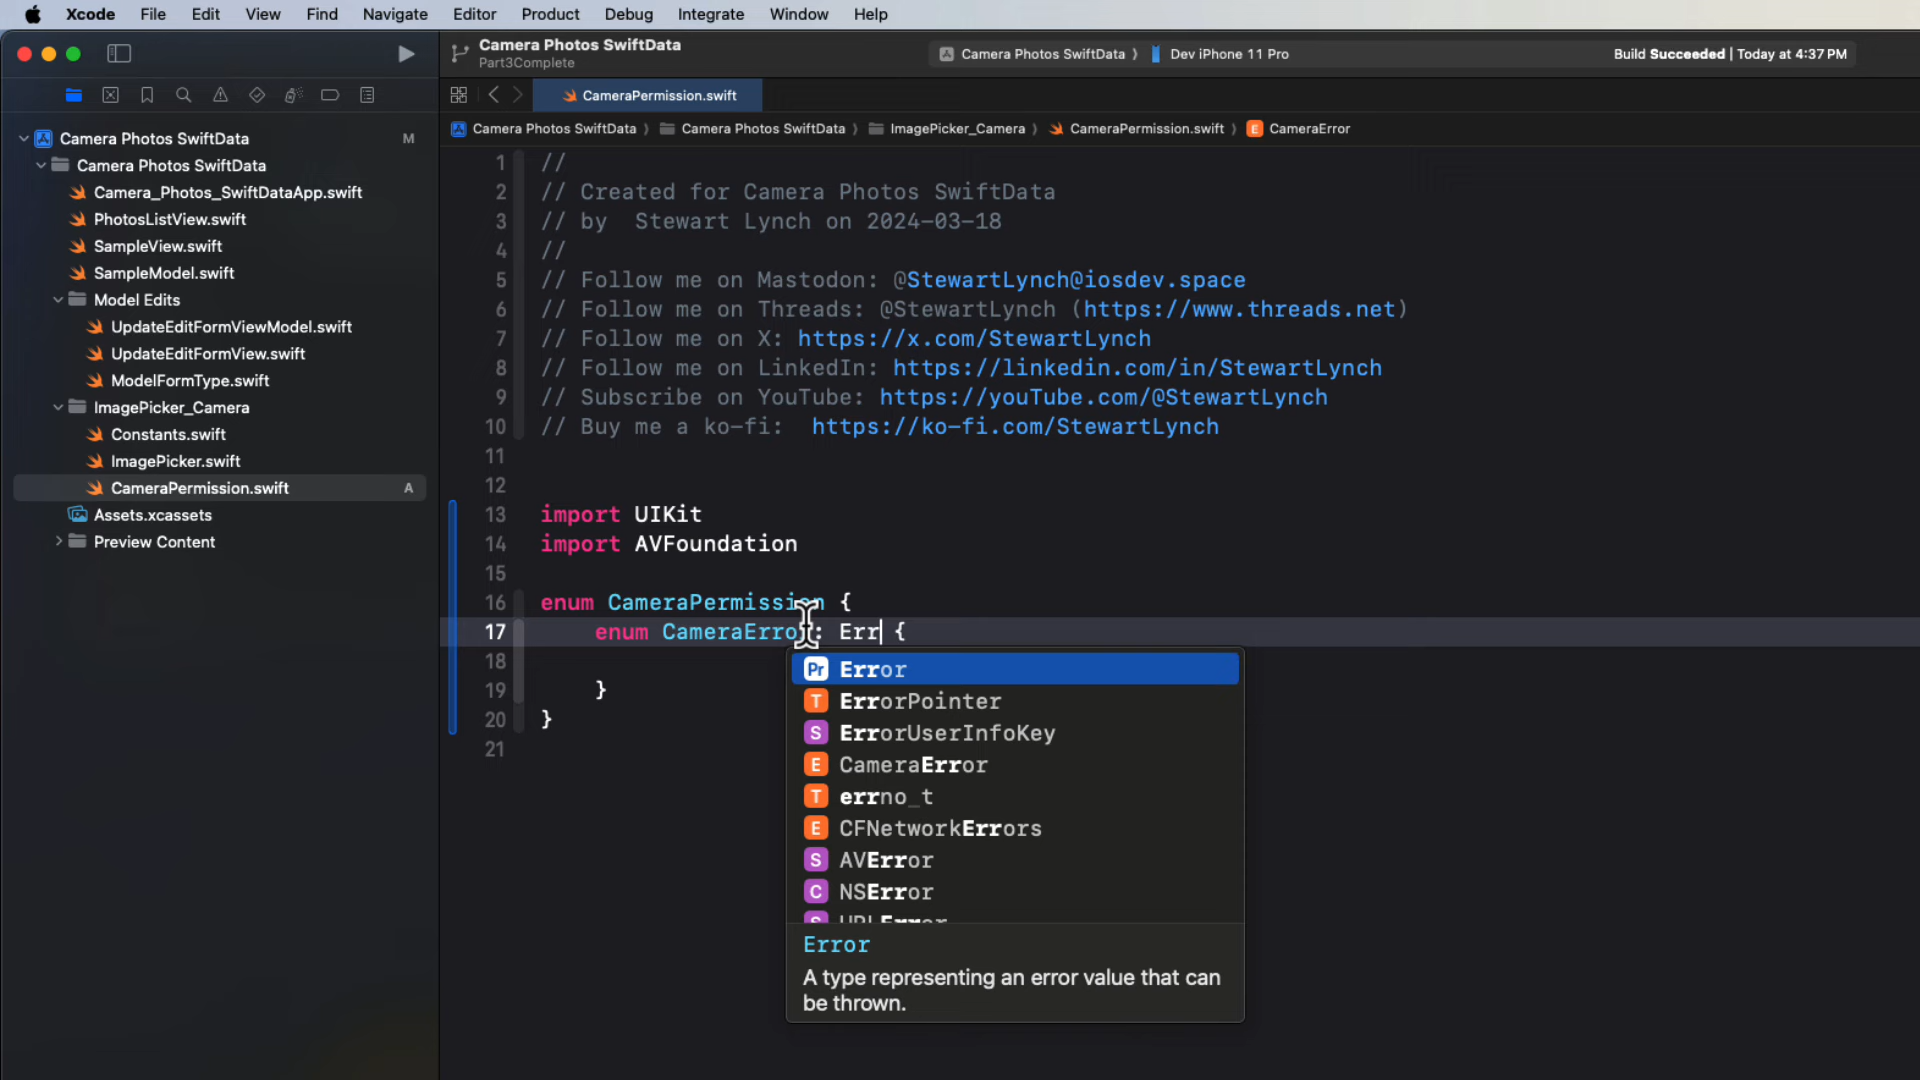 Xcode File Edit View Find Navigate Editor Product Debug Integrate Window Help
Camera Photos SwiftData
Part3Complete
Camera Photos SwiftData 〉 Dev iPhone 11 Pro
Build Succeeded | Today at 4:37 PM
CameraPermission.swift
Camera Photos SwiftData 〉 Camera Photos SwiftData 〉 ImagePicker_Camera 〉 CameraPermission.swift 〉 E CameraError
Camera Photos SwiftData M
Camera Photos SwiftData
Camera_Photos_SwiftDataApp.swift
PhotosListView.swift
SampleView.swift
SampleModel.swift
Model Edits
UpdateEditFormViewModel.swift
UpdateEditFormView.swift
ModelFormType.swift
ImagePicker_Camera
Constants.swift
ImagePicker.swift
CameraPermission.swift A
Assets.xcassets
Preview Content
1 //
2 // Created for Camera Photos SwiftData
3 // by  Stewart Lynch on 2024-03-18
4 //
5 // Follow me on Mastodon: @StewartLynch@iosdev.space
6 // Follow me on Threads: @StewartLynch (https://www.threads.net)
7 // Follow me on X: https://x.com/StewartLynch
8 // Follow me on LinkedIn: https://linkedin.com/in/StewartLynch
9 // Subscribe on YouTube: https://youTube.com/@StewartLynch
10 // Buy me a ko-fi:  https://ko-fi.com/StewartLynch
11
12
13 import UIKit
14 import AVFoundation
15
16 enum CameraPermission {
17 enum CameraError: Err {
18
19 }
20 }
21
Pr Error
T ErrorPointer
S ErrorUserInfoKey
E CameraError
T errno_t
E CFNetworkErrors
S AVError
C NSError
S URLError
Error
A type representing an error value that can
be thrown.